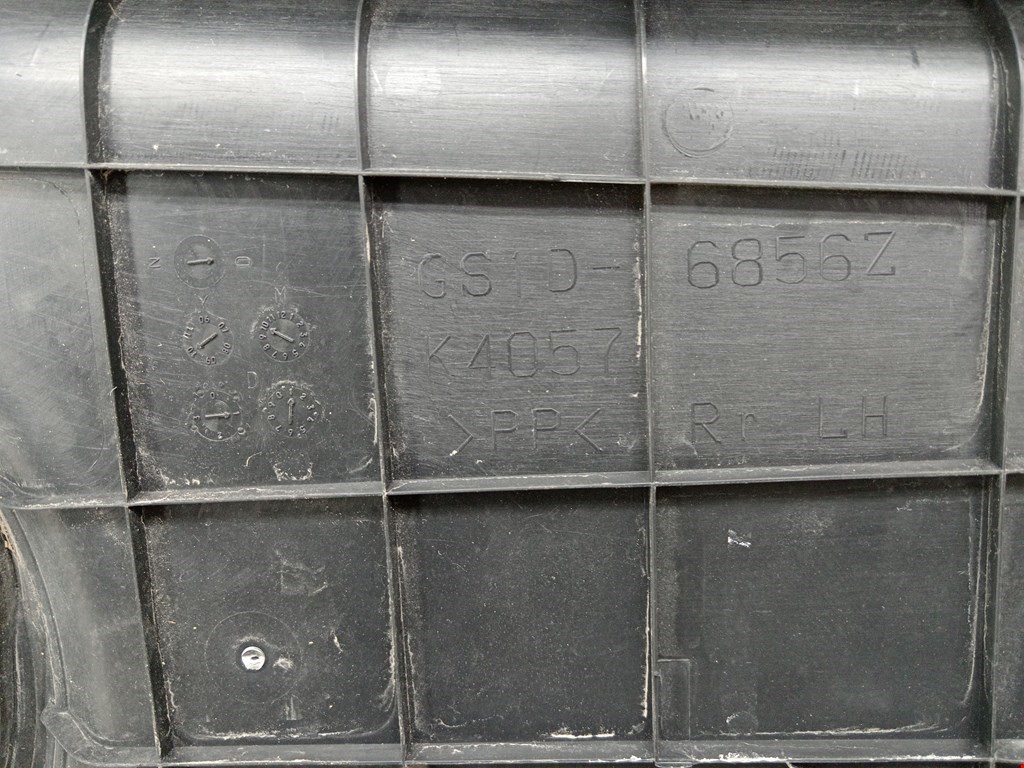 GS1D-6856Z
K4057
>PP< Rr LH
N D
Y M
D